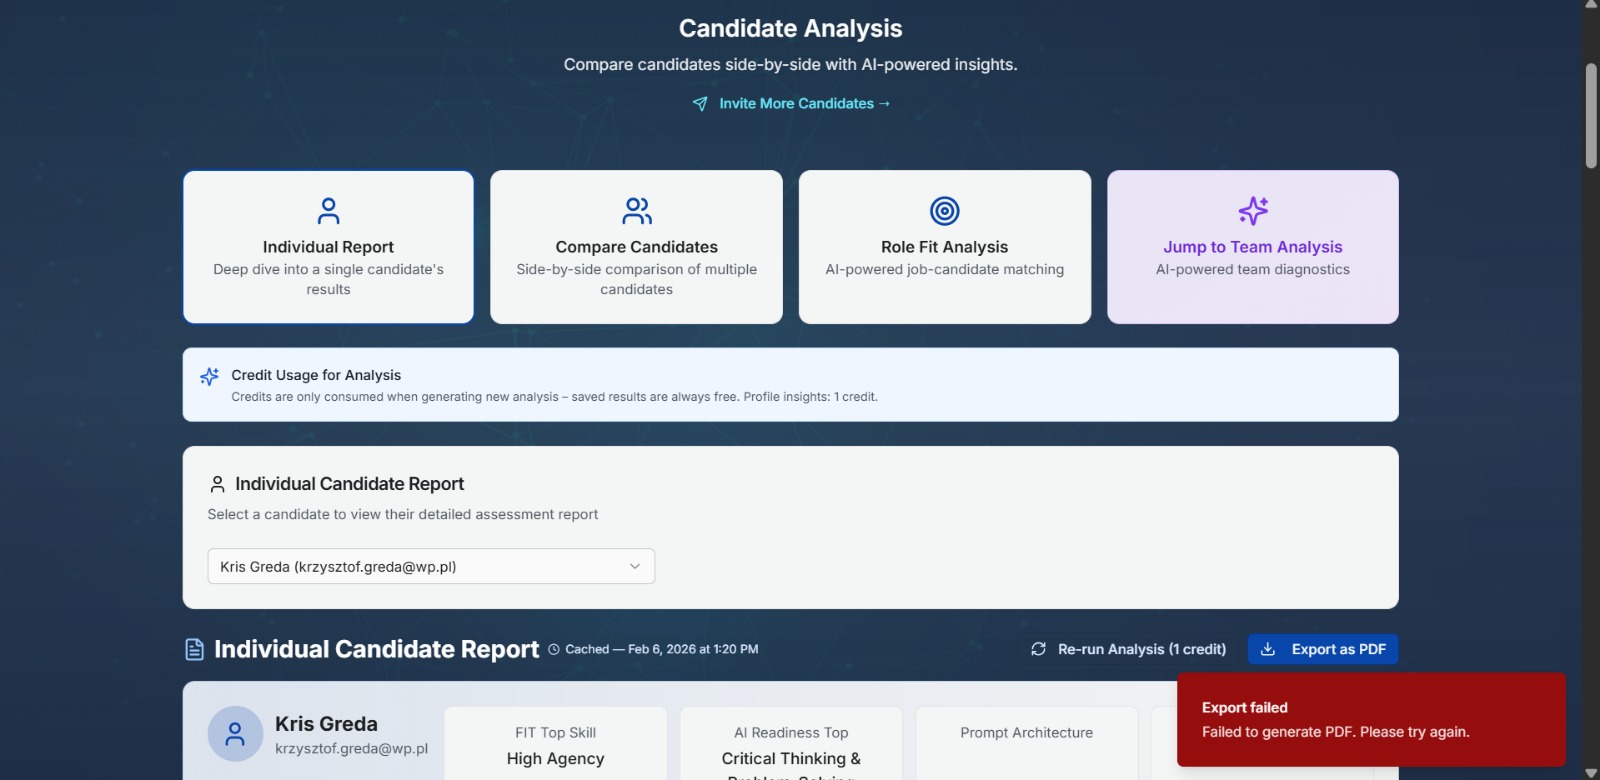 Candidate Analysis
Compare candidates side-by-side with AI-powered insights.
Invite More Candidates →
Individual Report
Deep dive into a single candidate's
results
Compare Candidates
Side-by-side comparison of multiple
candidates
Role Fit Analysis
AI-powered job-candidate matching
Jump to Team Analysis
AI-powered team diagnostics
Credit Usage for Analysis
Credits are only consumed when generating new analysis – saved results are always free. Profile insights: 1 credit.
Individual Candidate Report
Select a candidate to view their detailed assessment report
Kris Greda (krzysztof.greda@wp.pl)
Individual Candidate Report
Cached — Feb 6, 2026 at 1:20 PM
Re-run Analysis (1 credit)
Export as PDF
Kris Greda
krzysztof.greda@wp.pl
FIT Top Skill
High Agency
AI Readiness Top
Critical Thinking &
Problem-Solving
Prompt Architecture
Export failed
Failed to generate PDF. Please try again.